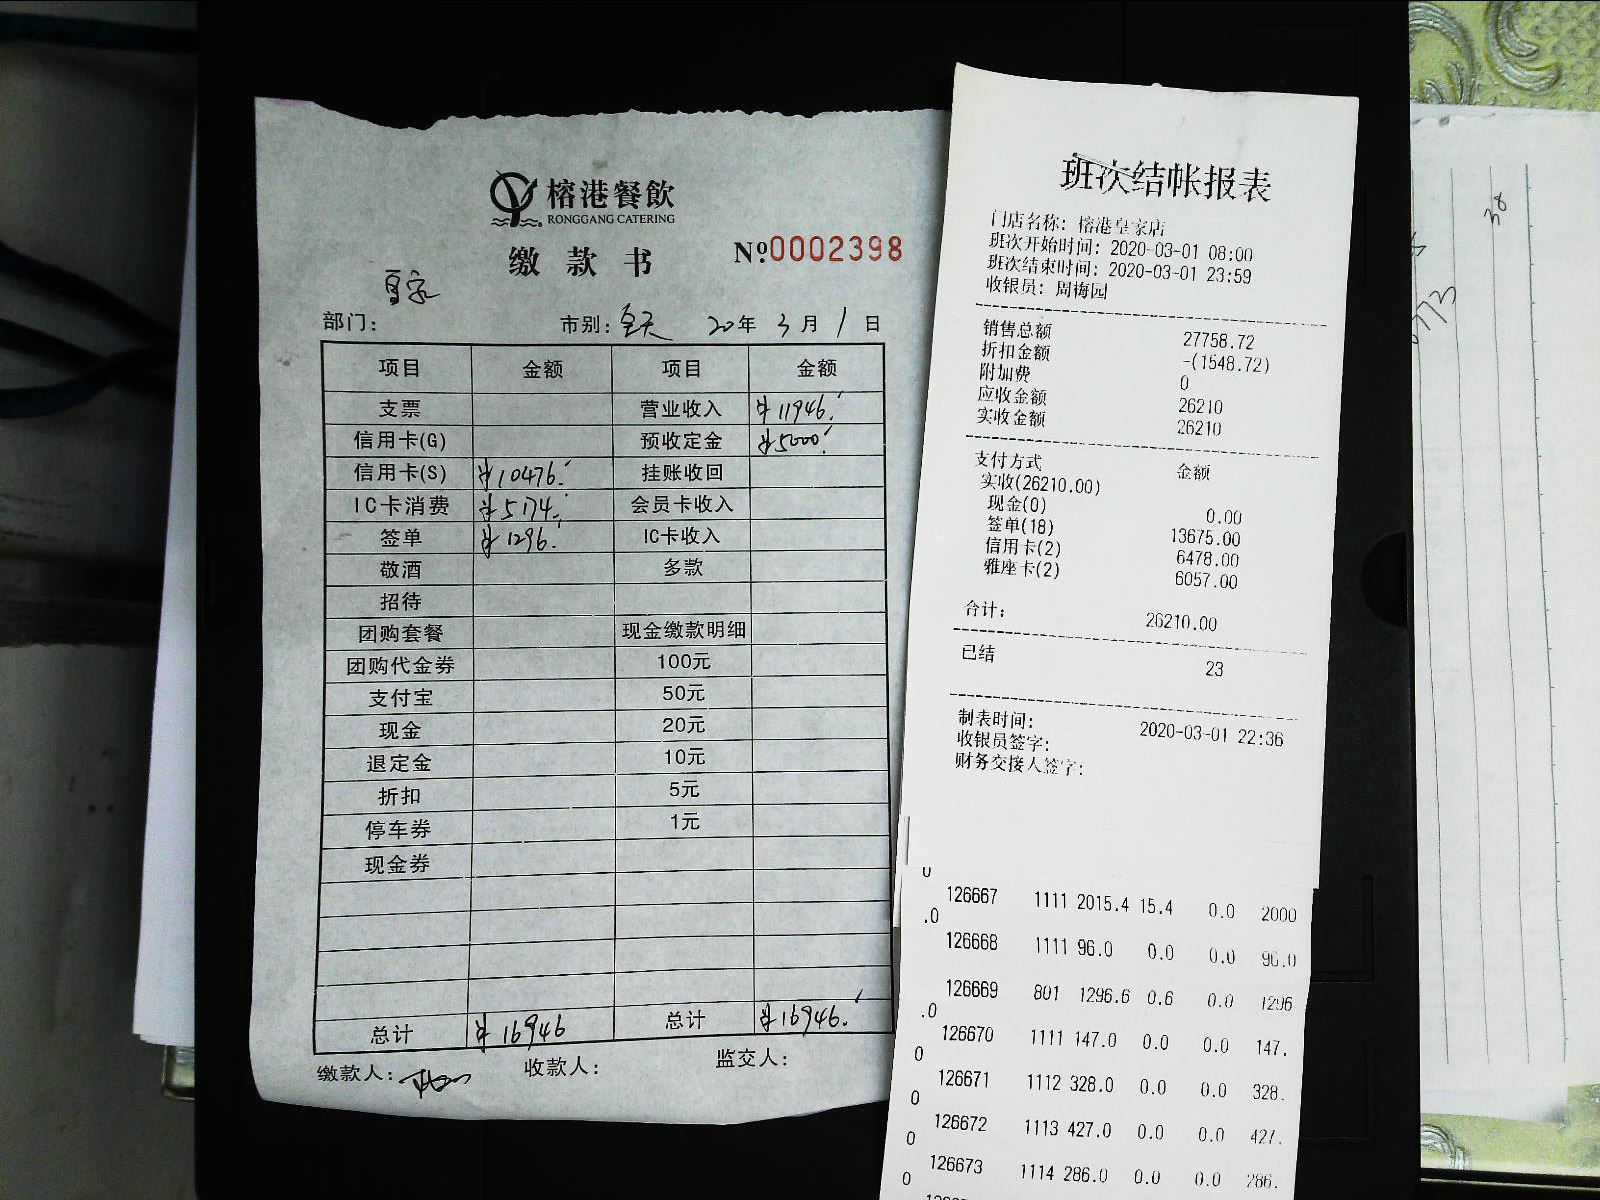 榕港餐飲
RONGGANG CATERING
缴款书 №0002398
部门: 市别: 全天 20年 3月 1日
项目 金额 项目 金额
支票 营业收入 ¥11946.
信用卡(G) 预收定金 ¥5000.
信用卡(S) ¥10476. 挂账收回
IC卡消费 ¥5174. 会员卡收入
签单 ¥1296. IC卡收入
敬酒 多款
招待
团购套餐 现金缴款明细
团购代金券 100元
支付宝 50元
现金 20元
退定金 10元
折扣 5元
停车券 1元
现金券
总计 ¥16946 总计 ¥16946.
缴款人: 收款人: 监交人:
班次结帐报表
门店名称: 榕港皇家店
班次开始时间: 2020-03-01 08:00
班次结束时间: 2020-03-01 23:59
收银员: 周梅园
销售总额 27758.72
折扣金额 -(1548.72)
附加费 0
应收金额 26210
实收金额 26210
支付方式 金额
实收(26210.00)
现金(0) 0.00
签单(18) 13675.00
信用卡(2) 6478.00
雅座卡(2) 6057.00
合计: 26210.00
已结 23
制表时间: 2020-03-01 22:36
收银员签字:
财务交接人签字:
0
126667 1111 2015.4 15.4 0.0 2000
.0
126668 1111 96.0 0.0 0.0 96.0
126669 801 1296.6 0.6 0.0 1296
.0
126670 1111 147.0 0.0 0.0 147.
0
126671 1112 328.0 0.0 0.0 328.
0
126672 1113 427.0 0.0 0.0 427.
0
126673 1114 286.0 0.0 0.0 286.
0
38